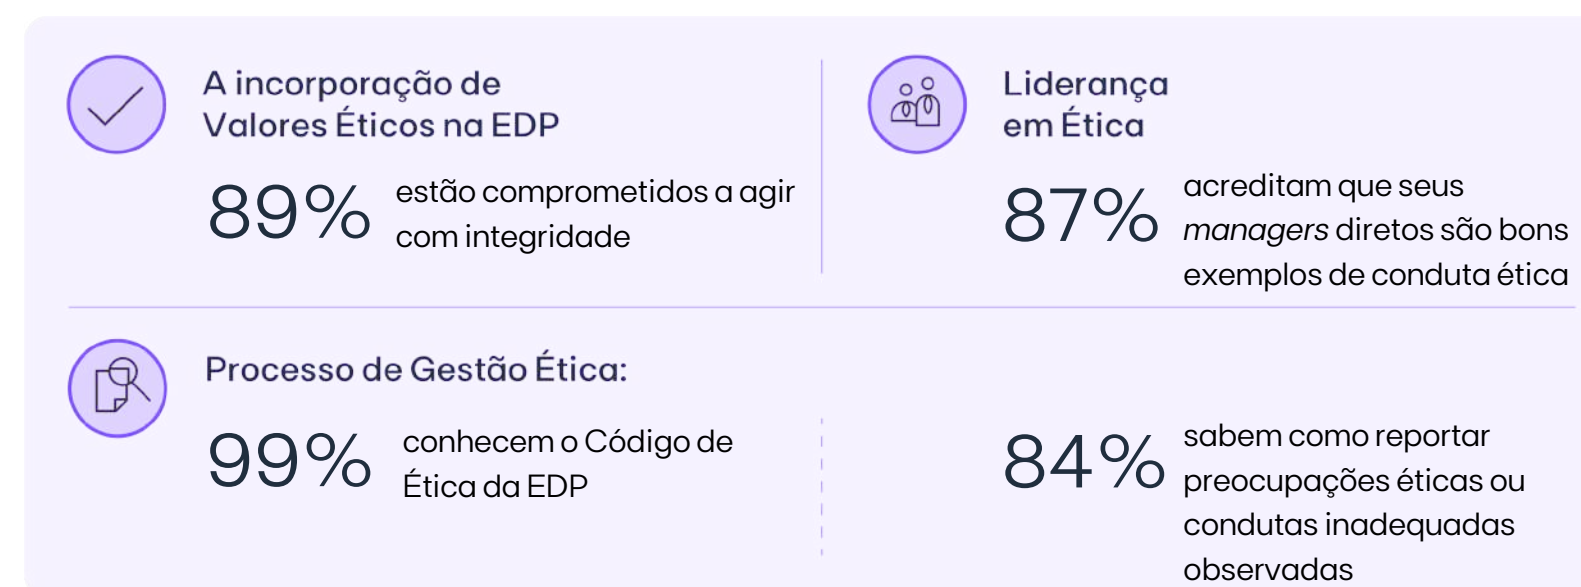 A incorporação de
Valores Éticos na EDP
89%
estão comprometidos a agir
com integridade
Liderança
em Ética
87%
acreditam que seus
managers diretos são bons
exemplos de conduta ética
Processo de Gestão Ética:
99%
conhecem o Código de
Ética da EDP
84%
sabem como reportar
preocupações éticas ou
condutas inadequadas
observadas